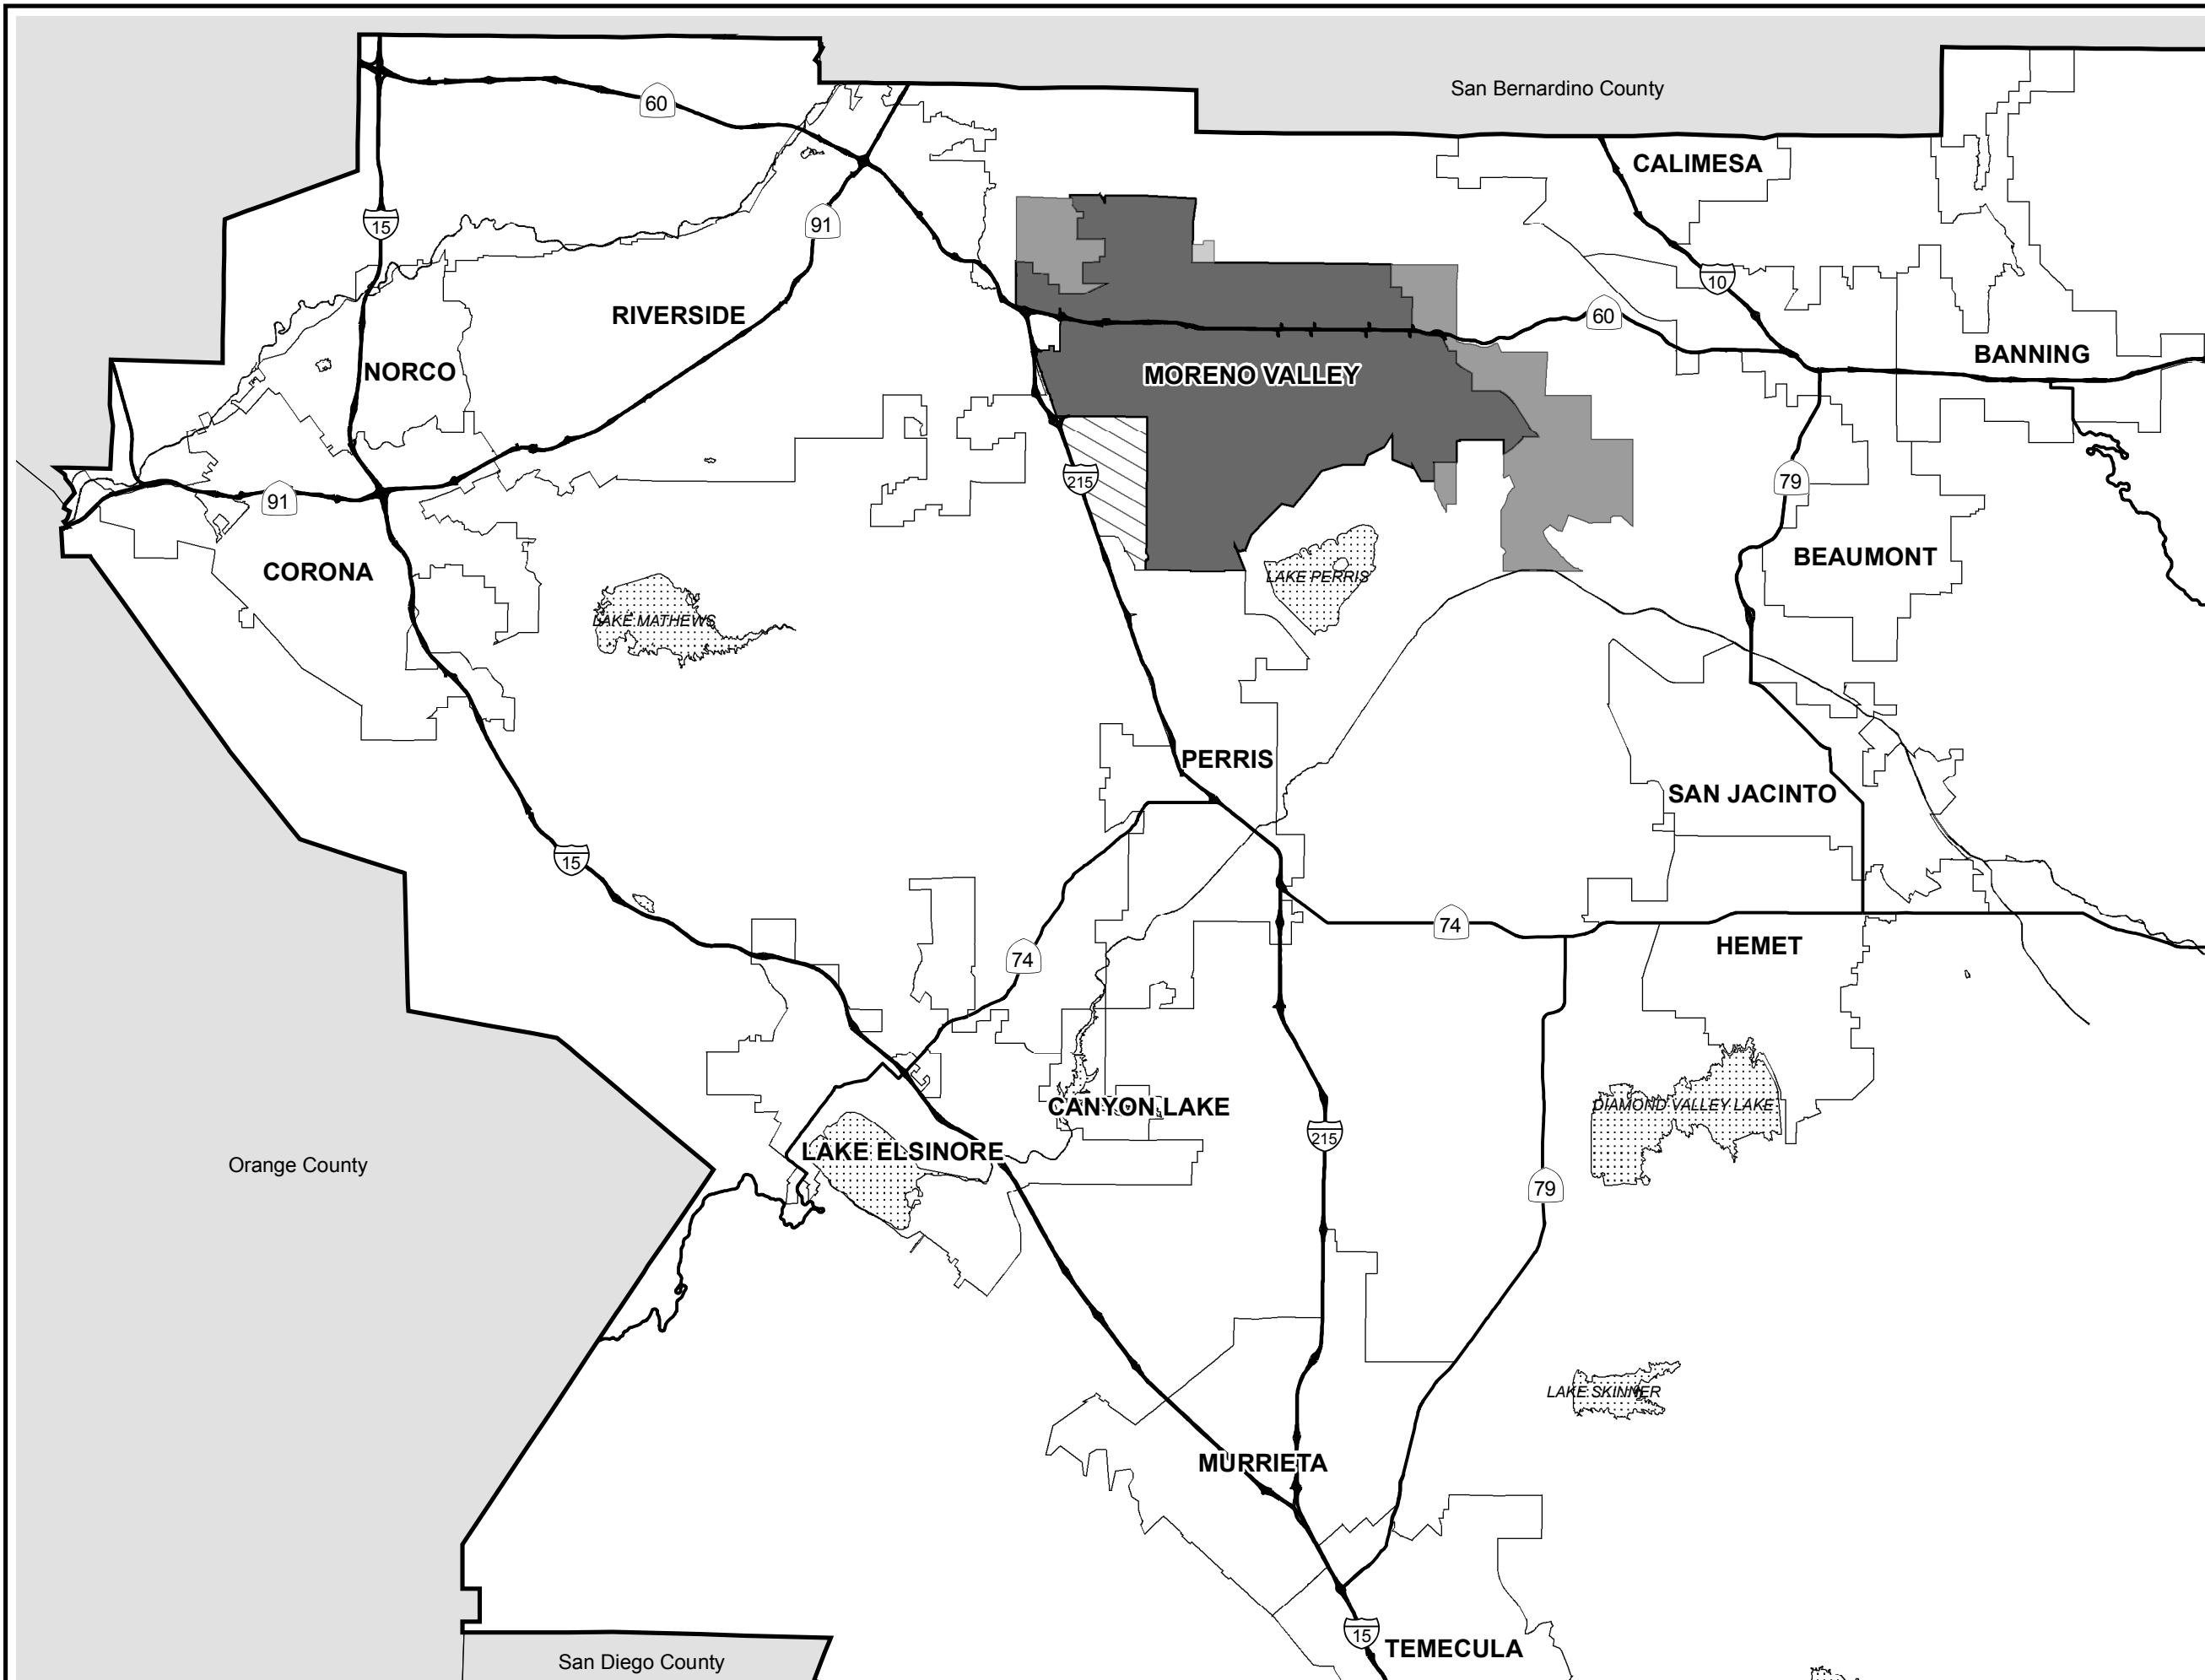 San Bernardino County
60
CALIMESA
15
91
10
RIVERSIDE
60
NORCO
MORENO VALLEY
BANNING
215
79
91
CORONA
BEAUMONT
LAKE PERRIS
LAKE MATHEWS
PERRIS
SAN JACINTO
15
74
74
HEMET
CANYON LAKE
DIAMOND VALLEY LAKE
215
LAKE ELSINORE
Orange County
79
LAKE SKINNER
MURRIETA
15
TEMECULA
San Diego County